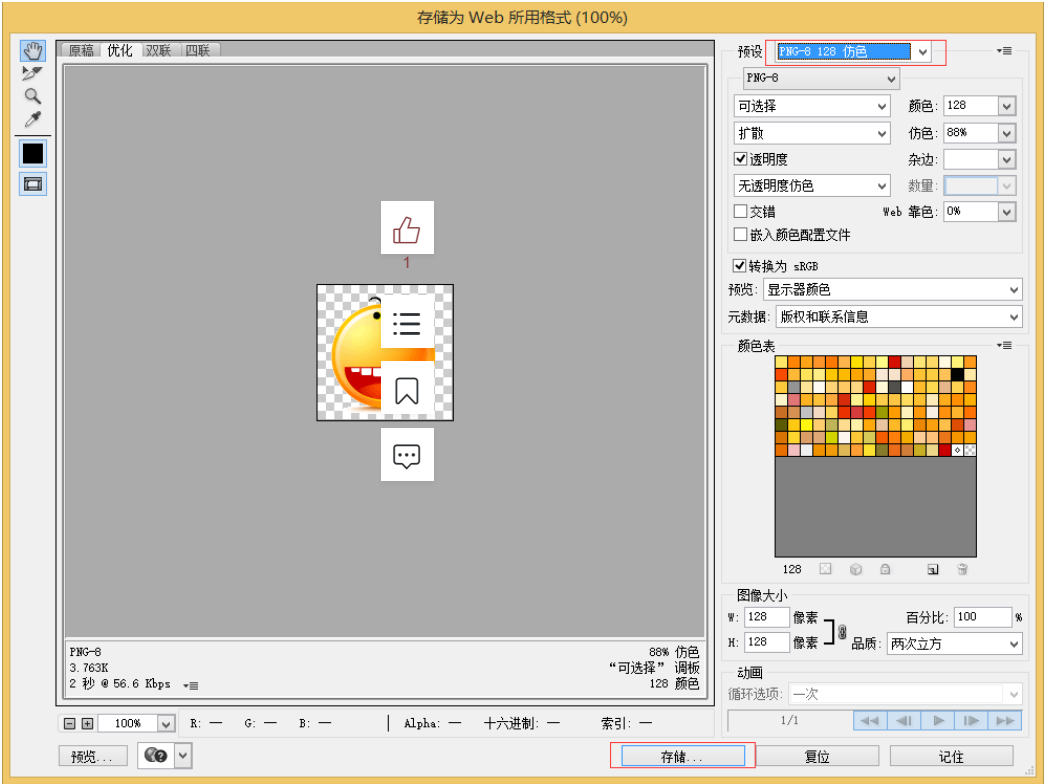 存储为 Web 所用格式 (100%)
原稿 优化 双联 四联
预设 PNG-8 128 仿色
PNG-8
可选择 颜色: 128
扩散 仿色: 88%
透明度 杂边:
无透明度仿色 数量:
交错 Web 靠色: 0%
嵌入颜色配置文件
转换为 sRGB
预览: 显示器颜色
元数据: 版权和联系信息
颜色表
1
128
图像大小
W: 128 像素 百分比: 100 %
H: 128 像素 品质: 两次立方
动画
循环选项: 一次
1/1
PNG-8 88% 仿色
3.763K “可选择” 调板
2 秒 @ 56.6 Kbps 128 颜色
100% R: — G: — B: — Alpha: — 十六进制: — 索引: —
预览... 存储... 复位 记住